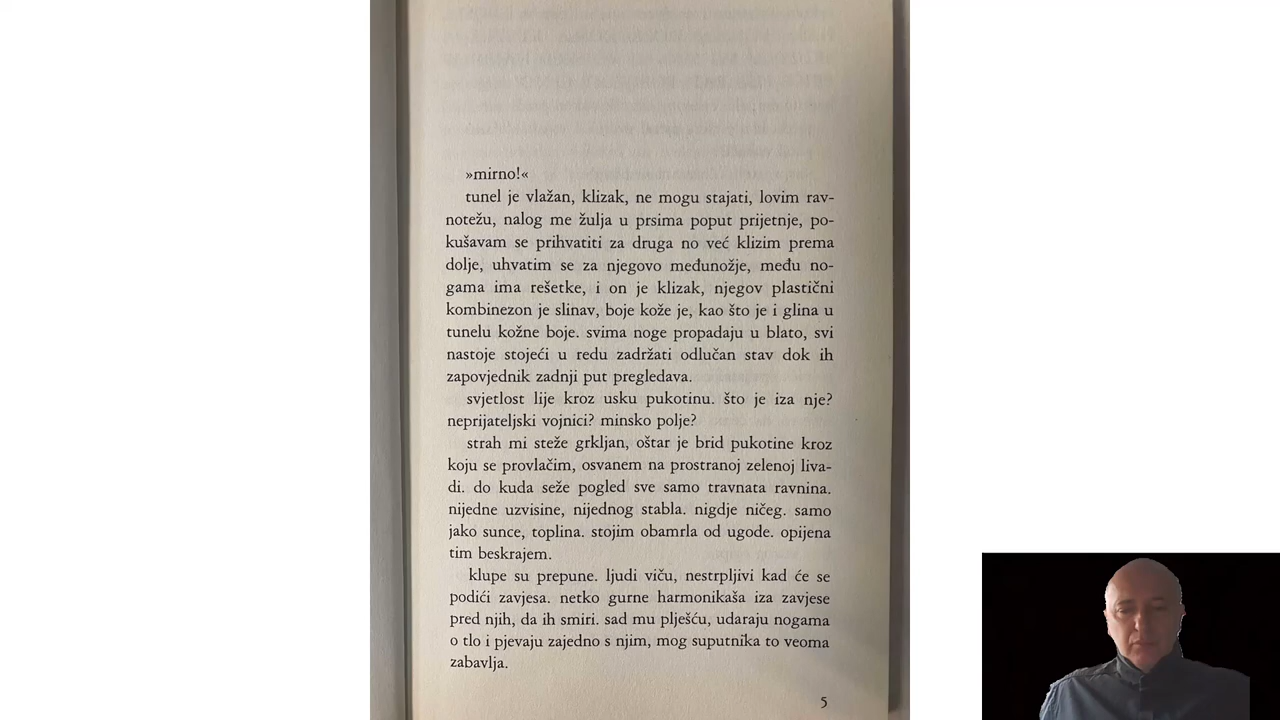 »mirno!«
tunel je vlažan, klizak, ne mogu stajati, lovim rav-
notežu, nalog me žulja u prsima poput prijetnje, po-
kušavam se prihvatiti za druga no već klizim prema
dolje, uhvatim se za njegovo međunožje, među no-
gama ima rešetke, i on je klizak, njegov plastični
kombinezon je slinav, boje kože je, kao što je i glina u
tunelu kožne boje. svima noge propadaju u blato, svi
nastoje stojeći u redu zadržati odlučan stav dok ih
zapovjednik zadnji put pregledava.
svjetlost lije kroz usku pukotinu. što je iza nje?
neprijateljski vojnici? minsko polje?
strah mi steže grkljan, oštar je brid pukotine kroz
koju se provlačim, osvanem na prostranoj zelenoj liva-
di. do kuda seže pogled sve samo travnata ravnina.
nijedne uzvisine, nijednog stabla. nigdje ničeg. samo
jako sunce, toplina. stojim obamrla od ugode. opijena
tim beskrajem.
klupe su prepune. ljudi viču, nestrpljivi kad će se
podići zavjesa. netko gurne harmonikaša iza zavjese
pred njih, da ih smiri. sad mu plješću, udaraju nogama
o tlo i pjevaju zajedno s njim, mog suputnika to veoma
zabavlja.
5